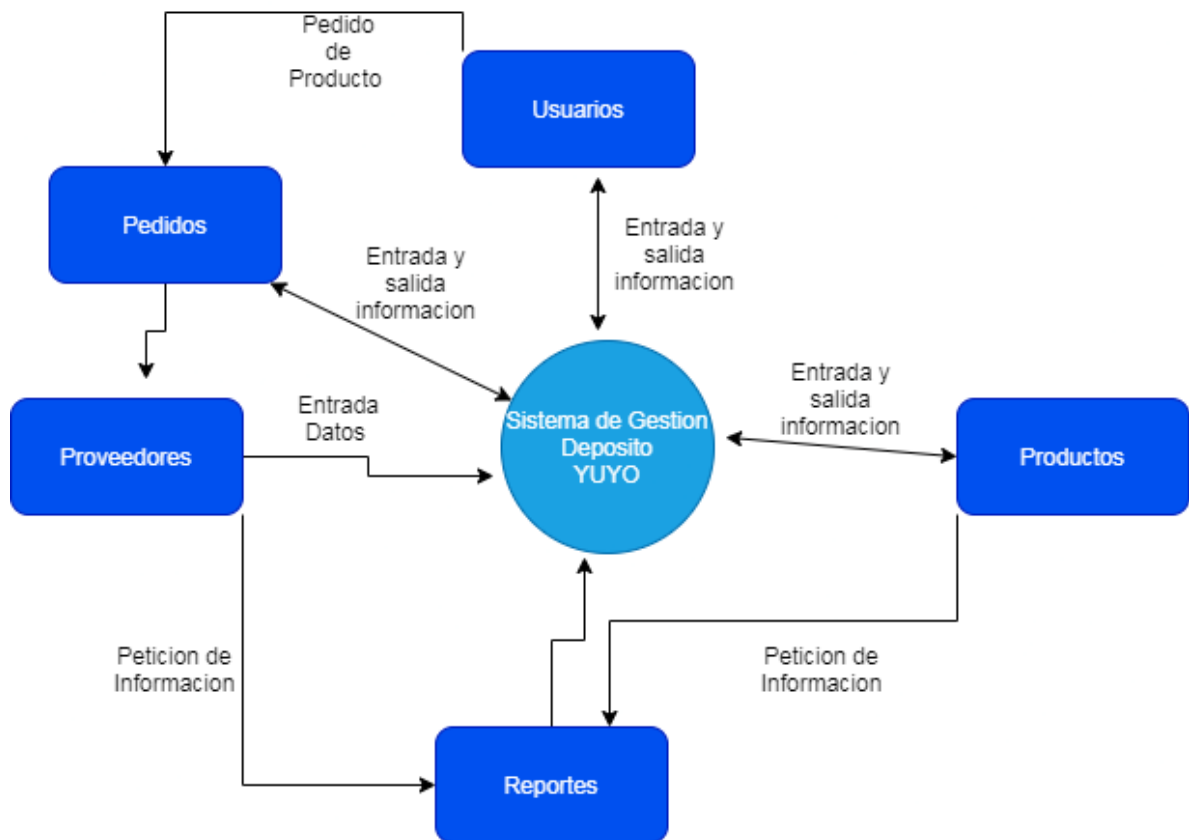 Pedido
de
Producto
Usuarios
Pedidos
Entrada y
salida
informacion
Entrada y
salida
informacion
Proveedores
Entrada
Datos
Sistema de Gestion
Deposito
YUYO
Entrada y
salida
informacion
Productos
Peticion de
Informacion
Peticion de
Informacion
Reportes